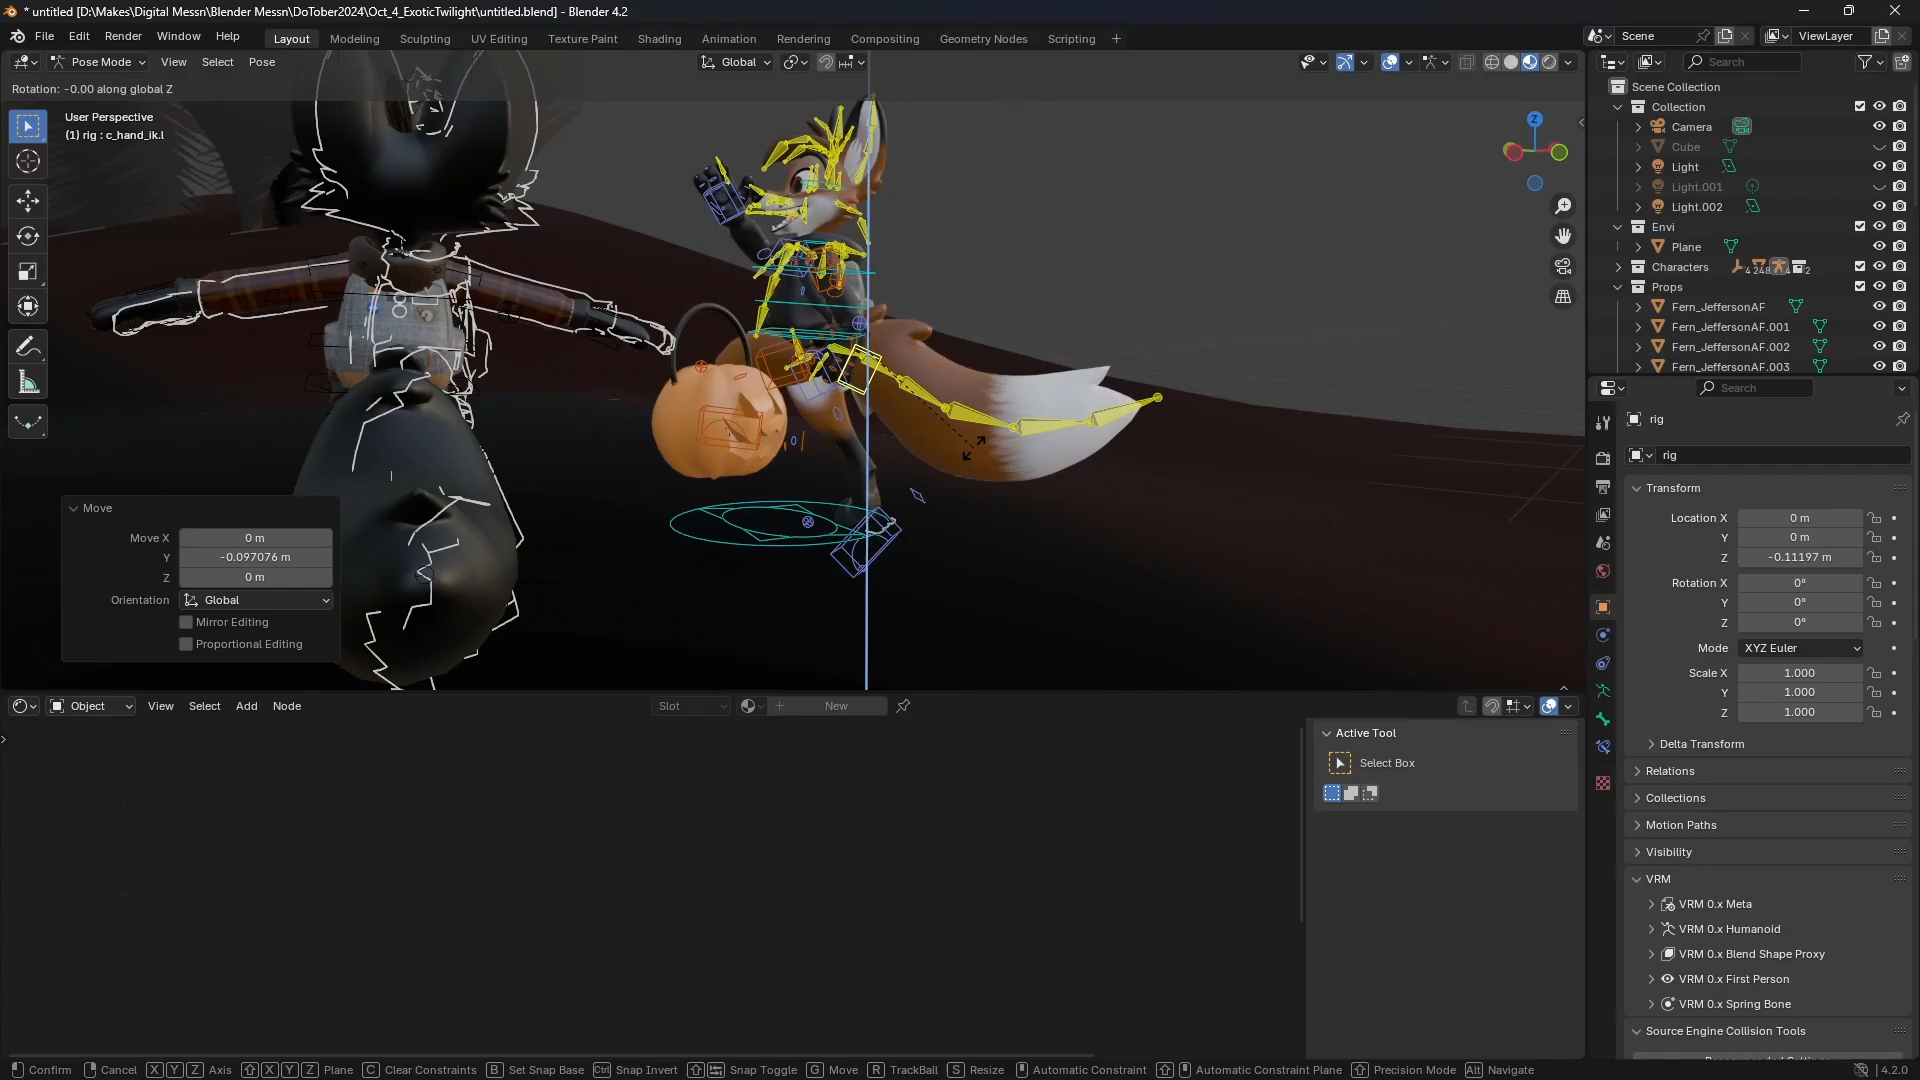 * untitled [D:\Makes\Digital Messn\Blender Messn\DoTober2024\Oct_4_ExoticTwilight\untitled.blend] - Blender 4.2
File Edit Render Window Help Layout Modeling Sculpting UV Editing Texture Paint Shading Animation Rendering Compositing Geometry Nodes Scripting + Scene ViewLayer
Pose Mode View Select Pose Global Search
Rotation: -0.00 along global Z
User Perspective
(1) rig : c_hand_ik.l
Z
Scene Collection
Collection
Camera
Cube
Light
Light.001
Light.002
Envi
Plane
Characters 4 248 4 2
Props
Fern_JeffersonAF
Fern_JeffersonAF.001
Fern_JeffersonAF.002
Fern_JeffersonAF.003
Search
rig
rig
Transform
Location X 0 m
Y 0 m
Z -0.11197 m
Rotation X 0°
Y 0°
Z 0°
Mode XYZ Euler
Scale X 1.000
Y 1.000
Z 1.000
Delta Transform
Relations
Collections
Motion Paths
Visibility
VRM
VRM 0.x Meta
VRM 0.x Humanoid
VRM 0.x Blend Shape Proxy
VRM 0.x First Person
VRM 0.x Spring Bone
Source Engine Collision Tools
Move
Move X 0 m
Y -0.097076 m
Z 0 m
Orientation Global
Mirror Editing
Proportional Editing
Object View Select Add Node Slot New
Active Tool
Select Box
Confirm Cancel X Y Z Axis X Y Z Plane C Clear Constraints B Set Snap Base Ctrl Snap Invert Snap Toggle G Move R TrackBall S Resize Automatic Constraint Automatic Constraint Plane Precision Mode Alt Navigate 4.2.0